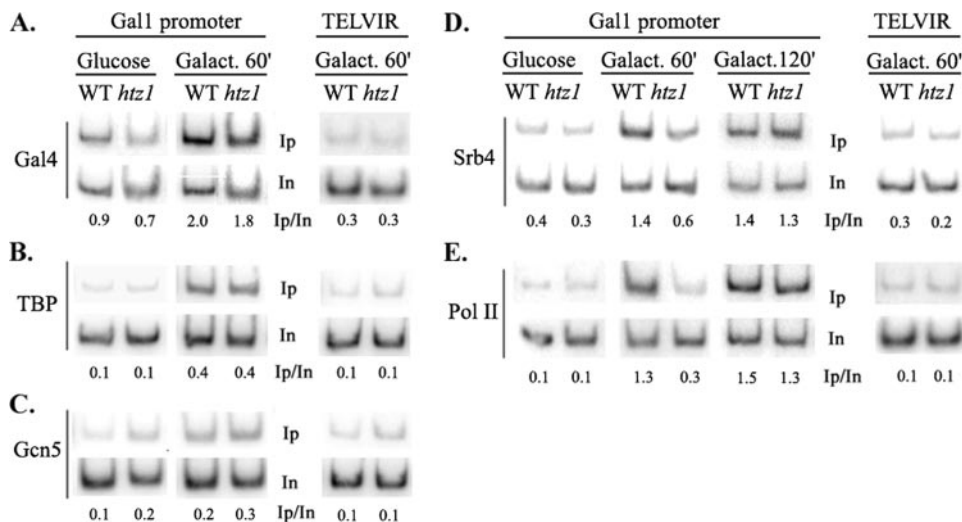 A. Gal1 promoter TELVIR
Glucose Galact. 60' Galact. 60'
WT htz1 WT htz1 WT htz1
Gal4 Ip
In
0.9 0.7 2.0 1.8 Ip/In 0.3 0.3
B.
TBP Ip
In
0.1 0.1 0.4 0.4 Ip/In 0.1 0.1
C.
Gcn5 Ip
In
0.1 0.2 0.2 0.3 Ip/In 0.1 0.1
D. Gal1 promoter TELVIR
Glucose Galact. 60' Galact.120' Galact. 60'
WT htz1 WT htz1 WT htz1 WT htz1
Srb4 Ip
In
0.4 0.3 1.4 0.6 1.4 1.3 Ip/In 0.3 0.2
E.
Pol II Ip
In
0.1 0.1 1.3 0.3 1.5 1.3 Ip/In 0.1 0.1